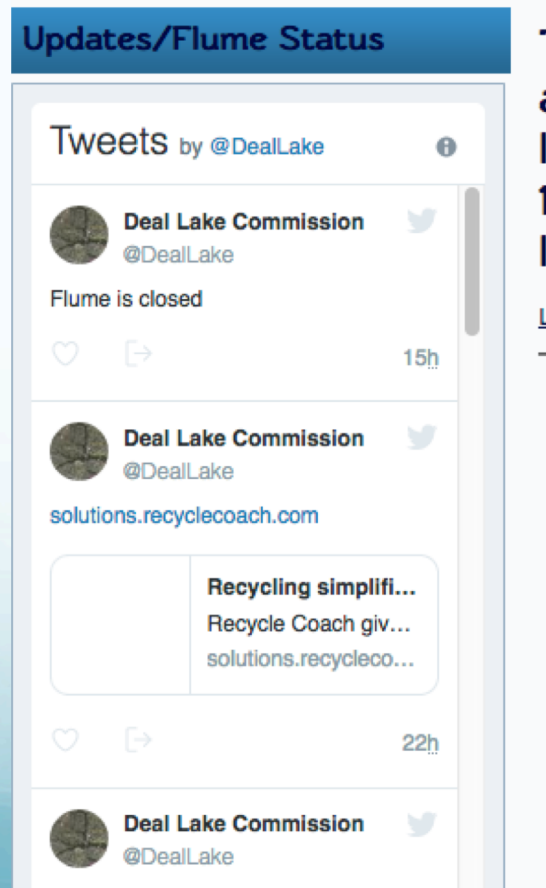 Updates/Flume Status
Tweets by @DealLake
Deal Lake Commission
@DealLake
Flume is closed
15h
Deal Lake Commission
@DealLake
solutions.recyclecoach.com
Recycling simplifi...
Recycle Coach giv...
solutions.recycleco...
22h
Deal Lake Commission
@DealLake